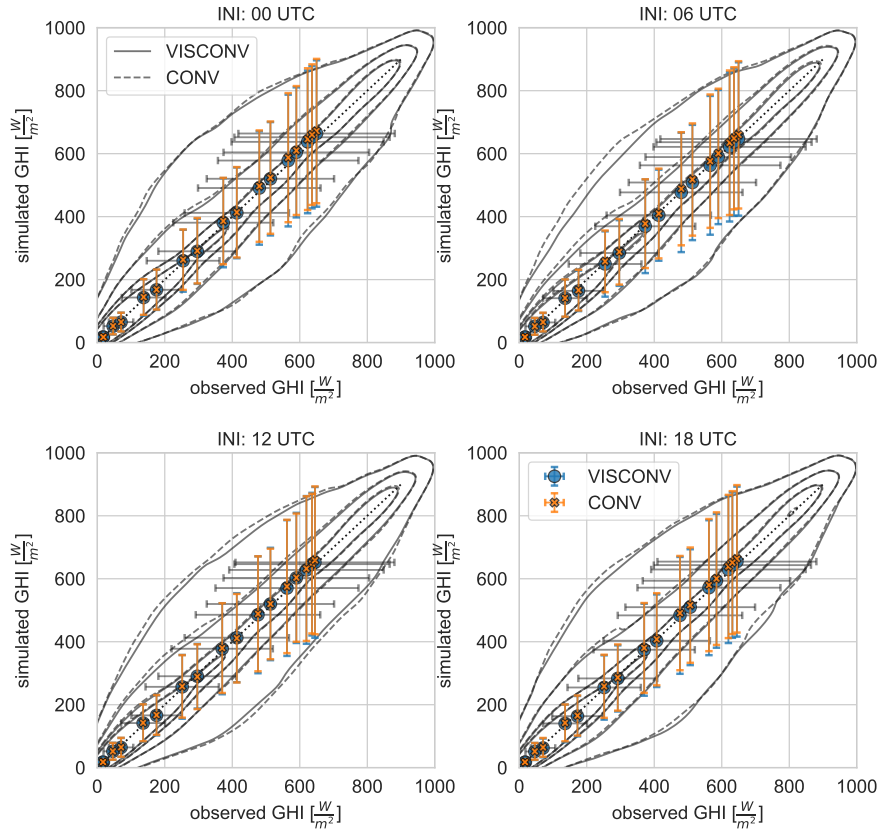 INI: 00 UTC
INI: 06 UTC
1000
800
600
400
200
0
simulated GHI [W/m²]
VISCONV
CONV
0 200 400 600 800 1000
observed GHI [W/m²]
1000
800
600
400
200
0
simulated GHI [W/m²]
0 200 400 600 800 1000
observed GHI [W/m²]
INI: 12 UTC
INI: 18 UTC
1000
800
600
400
200
0
simulated GHI [W/m²]
0 200 400 600 800 1000
observed GHI [W/m²]
1000
800
600
400
200
0
simulated GHI [W/m²]
VISCONV
CONV
0 200 400 600 800 1000
observed GHI [W/m²]